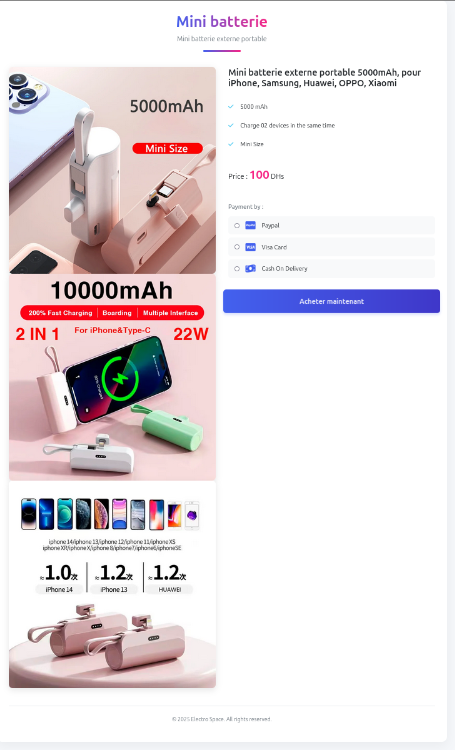 Mini batterie
Mini batterie externe portable
5000mAh
Mini Size
10000mAh
200% Fast Charging | Boarding | Multiple Interface
2 IN 1
For iPhone&Type-C
22W
iphone 14/iphone 13/iphone 12/iphone 11/iphone XS
iphone XR/iphone X/iphone 8/iphone7/iphone6/iphoneSE
≈1.0次
≈1.2次
≈1.2次
iPhone 14
iPhone 13
HUAWEI
Mini batterie externe portable 5000mAh, pour
iPhone, Samsung, Huawei, OPPO, Xiaomi
5000 mAh
Charge 02 devices in the same time
Mini Size
Price : 100 DHs
Payment by :
Paypal
VISA Visa Card
Cash On Delivery
Acheter maintenant
© 2025 Electro Space. All rights reserved